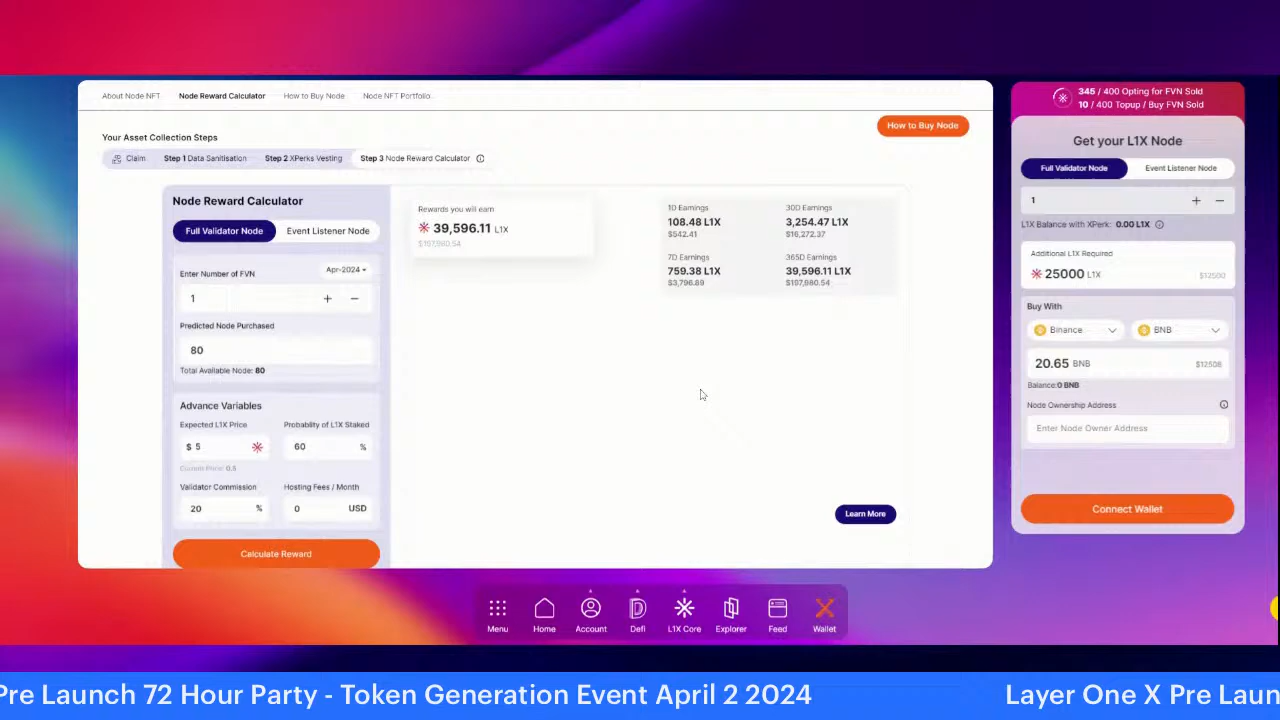 About Node NFT
Node Reward Calculator
How to Buy Node
Node NFT Portfolio
How to Buy Node
Your Asset Collection Steps
Claim
Step 1 Data Sanitisation
Step 2 XPerks Vesting
Step 3 Node Reward Calculator
Node Reward Calculator
Full Validator Node
Event Listener Node
Enter Number of FVN
Apr-2024
1
+
−
Predicted Node Purchased
80
Total Available Node: 80
Advance Variables
Expected L1X Price
Probablity of L1X Staked
$ 5
60 %
Current Price: 0.5
Validator Commission
Hosting Fees / Month
20 %
0 USD
Calculate Reward
Rewards you will earn
39,596.11 L1X
$197,980.54
1D Earnings
108.48 L1X
$542.41
30D Earnings
3,254.47 L1X
$16,272.37
7D Earnings
759.38 L1X
$3,796.89
365D Earnings
39,596.11 L1X
$197,980.54
Learn More
345 / 400 Opting for FVN Sold
10 / 400 Topup / Buy FVN Sold
Get your L1X Node
Full Validator Node
Event Listener Node
1
+
−
L1X Balance with XPerk: 0.00 L1X
Additional L1X Required
25000 L1X
$12500
Buy With
Binance
BNB
20.65 BNB
$12508
Balance:0 BNB
Node Ownership Address
Enter Node Owner Address
Connect Wallet
Menu
Home
Account
Defi
L1X Core
Explorer
Feed
Wallet
Pre Launch 72 Hour Party - Token Generation Event April 2 2024
Layer One X Pre Laun